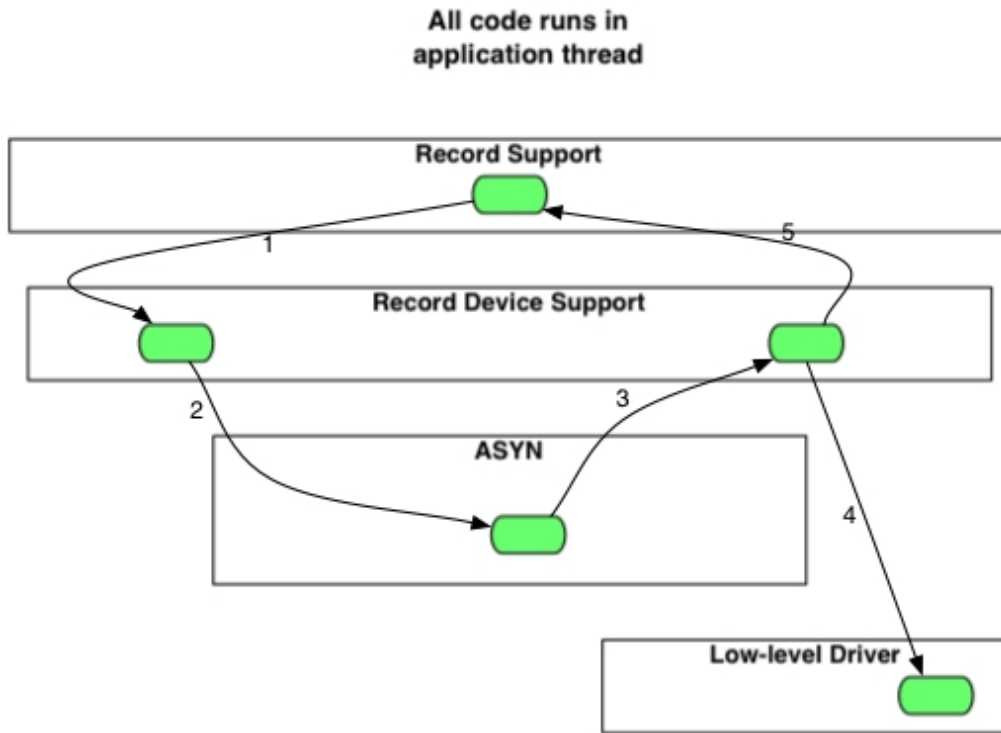 All code runs in
application thread
Record Support
1
5
Record Device Support
2
3
ASYN
4
Low-level Driver